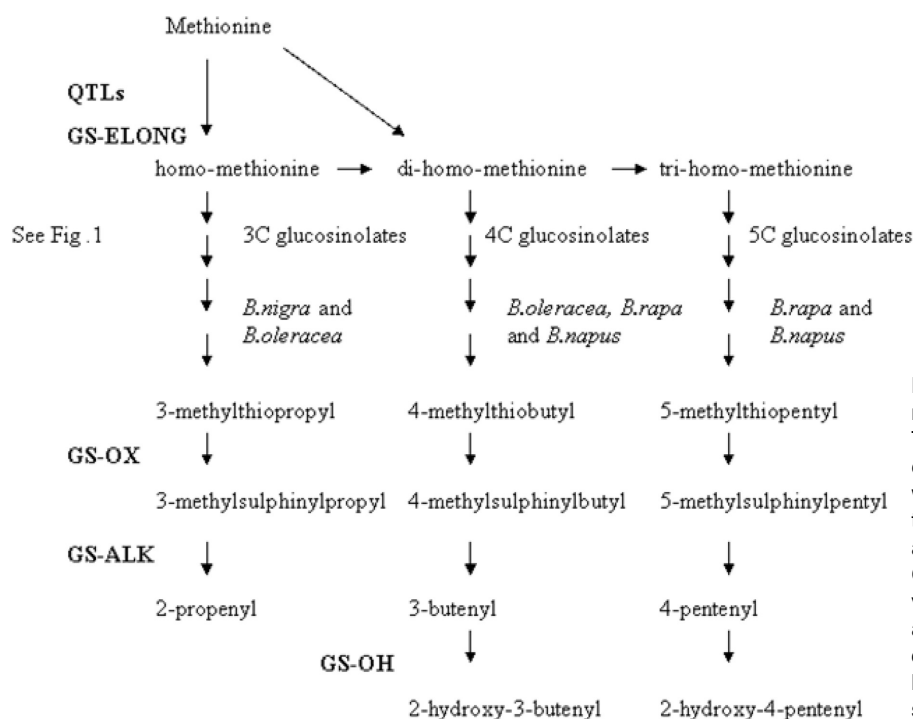 Methionine
QTLs
GS-ELONG
homo-methionine di-homo-methionine tri-homo-methionine
See Fig .1 3C glucosinolates 4C glucosinolates 5C glucosinolates
B.nigra and B.oleracea, B.rapa B.rapa and
B.oleracea and B.napus B.napus
3-methylthiopropyl 4-methylthiobutyl 5-methylthiopentyl
GS-OX
3-methylsulphinylpropyl 4-methylsulphinylbutyl 5-methylsulphinylpentyl
GS-ALK
2-propenyl 3-butenyl 4-pentenyl
GS-OH
2-hydroxy-3-butenyl 2-hydroxy-4-pentenyl